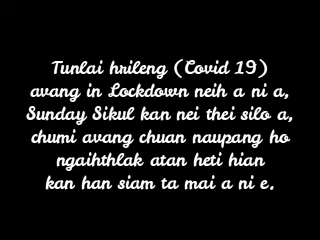 Tunlai hrileng (Covid 19)
avang in Lockdown neih a ni a,
Sunday Sikul kan nei thei silo a,
chumi avang chuan naupang ho
ngaihthlak atan heti hian
kan han siam ta mai a ni e.